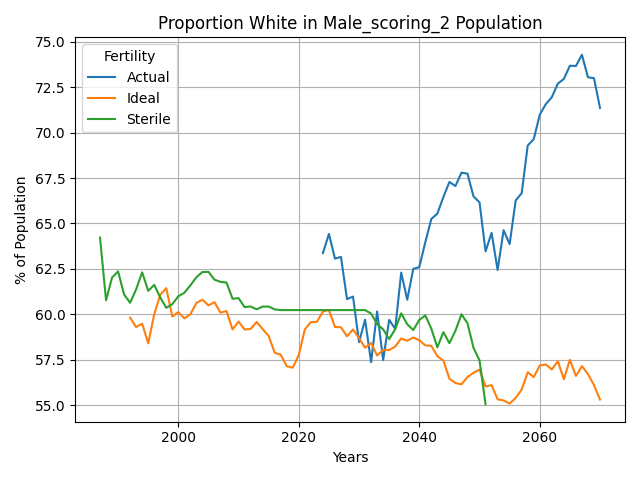 Proportion White in Male_scoring_2 Population
% of Population
75.0
72.5
70.0
67.5
65.0
62.5
60.0
57.5
55.0
Fertility
Actual
Ideal
Sterile
2000 2020 2040 2060
Years